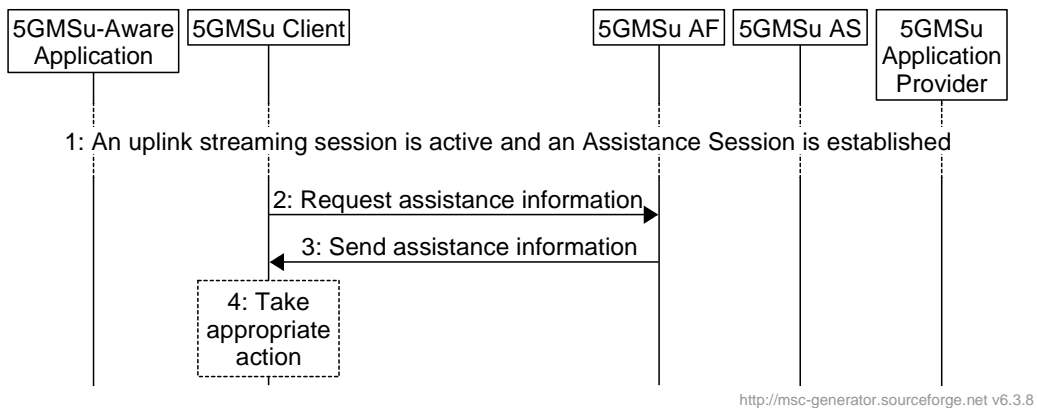 5GMSu-Aware
Application
5GMSu Client
5GMSu AF
5GMSu AS
5GMSu
Application
Provider
1: An uplink streaming session is active and an Assistance Session is established
2: Request assistance information
3: Send assistance information
4: Take
appropriate
action
http://msc-generator.sourceforge.net v6.3.8